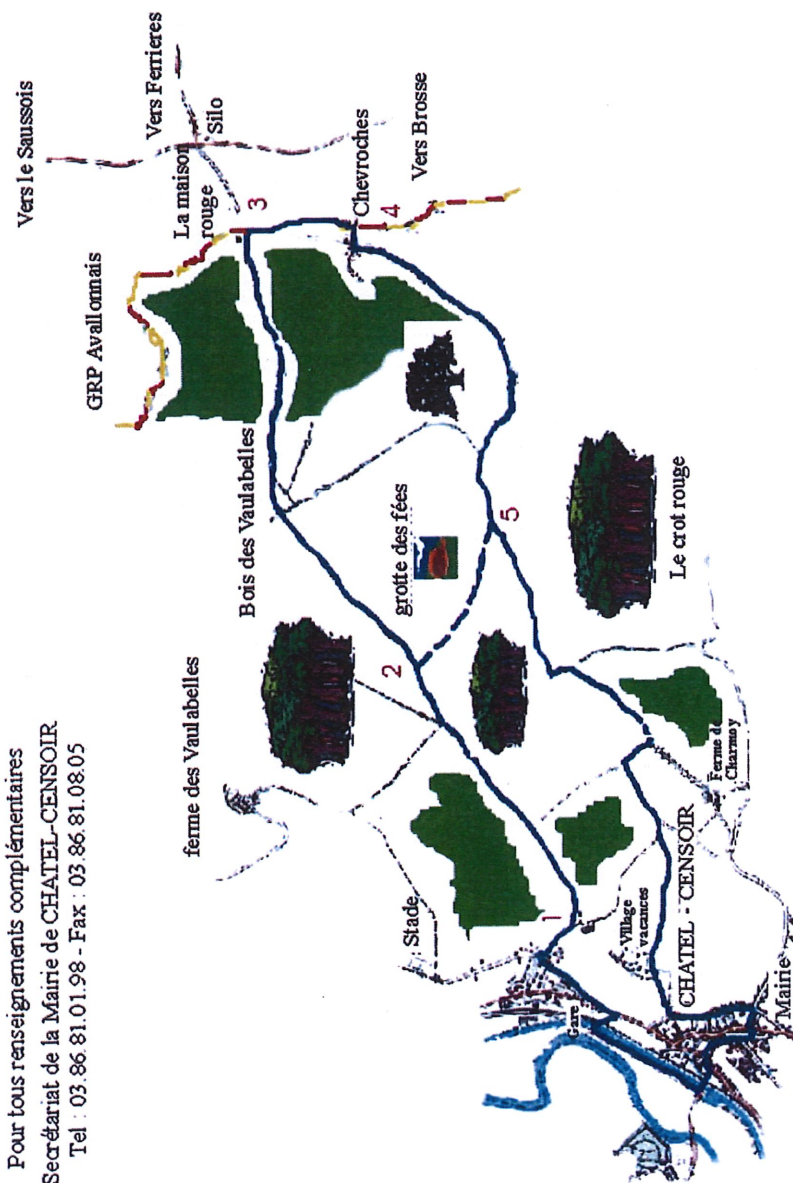 Pour tous renseignements complémentaires
Secrétariat de la Mairie de CHATEL-CENSOIR
Tel : 03.86.81.01.98 - Fax : 03.86.81.08.05
Vers le Saussois
Vers Ferrieres
Silo
La maison
rouge
3
GRP Avallonnais
Chevroches
4
Vers Brosse
Bois des Vaulabelles
ferme des Vaulabelles
2
grotte des fées
5
Le crot rouge
Stade
1
Village
vacances
Ferme de
Charmoy
CHATEL - CENSOIR
Gare
Mairie